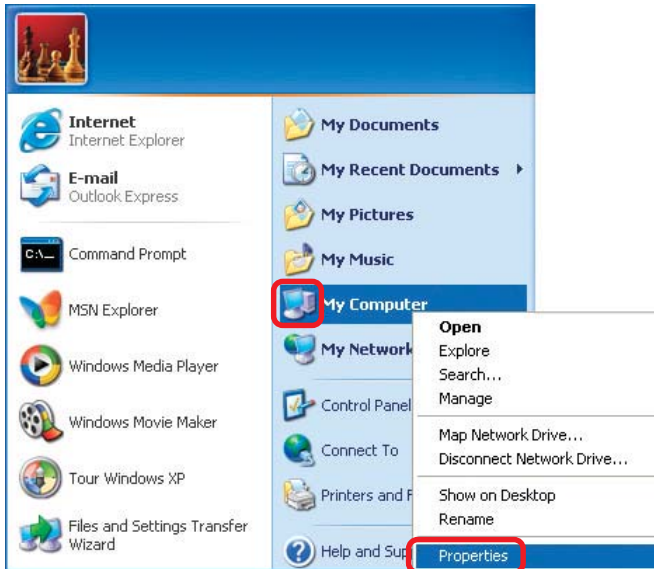 Internet
Internet Explorer
E-mail
Outlook Express
C:\_
Command Prompt
MSN Explorer
Windows Media Player
Windows Movie Maker
Tour Windows XP
Files and Settings Transfer
Wizard
My Documents
My Recent Documents
My Pictures
My Music
My Computer
My Network
Control Panel
Connect To
Printers and F
Help and Sup
Open
Explore
Search...
Manage
Map Network Drive...
Disconnect Network Drive...
Show on Desktop
Rename
Properties